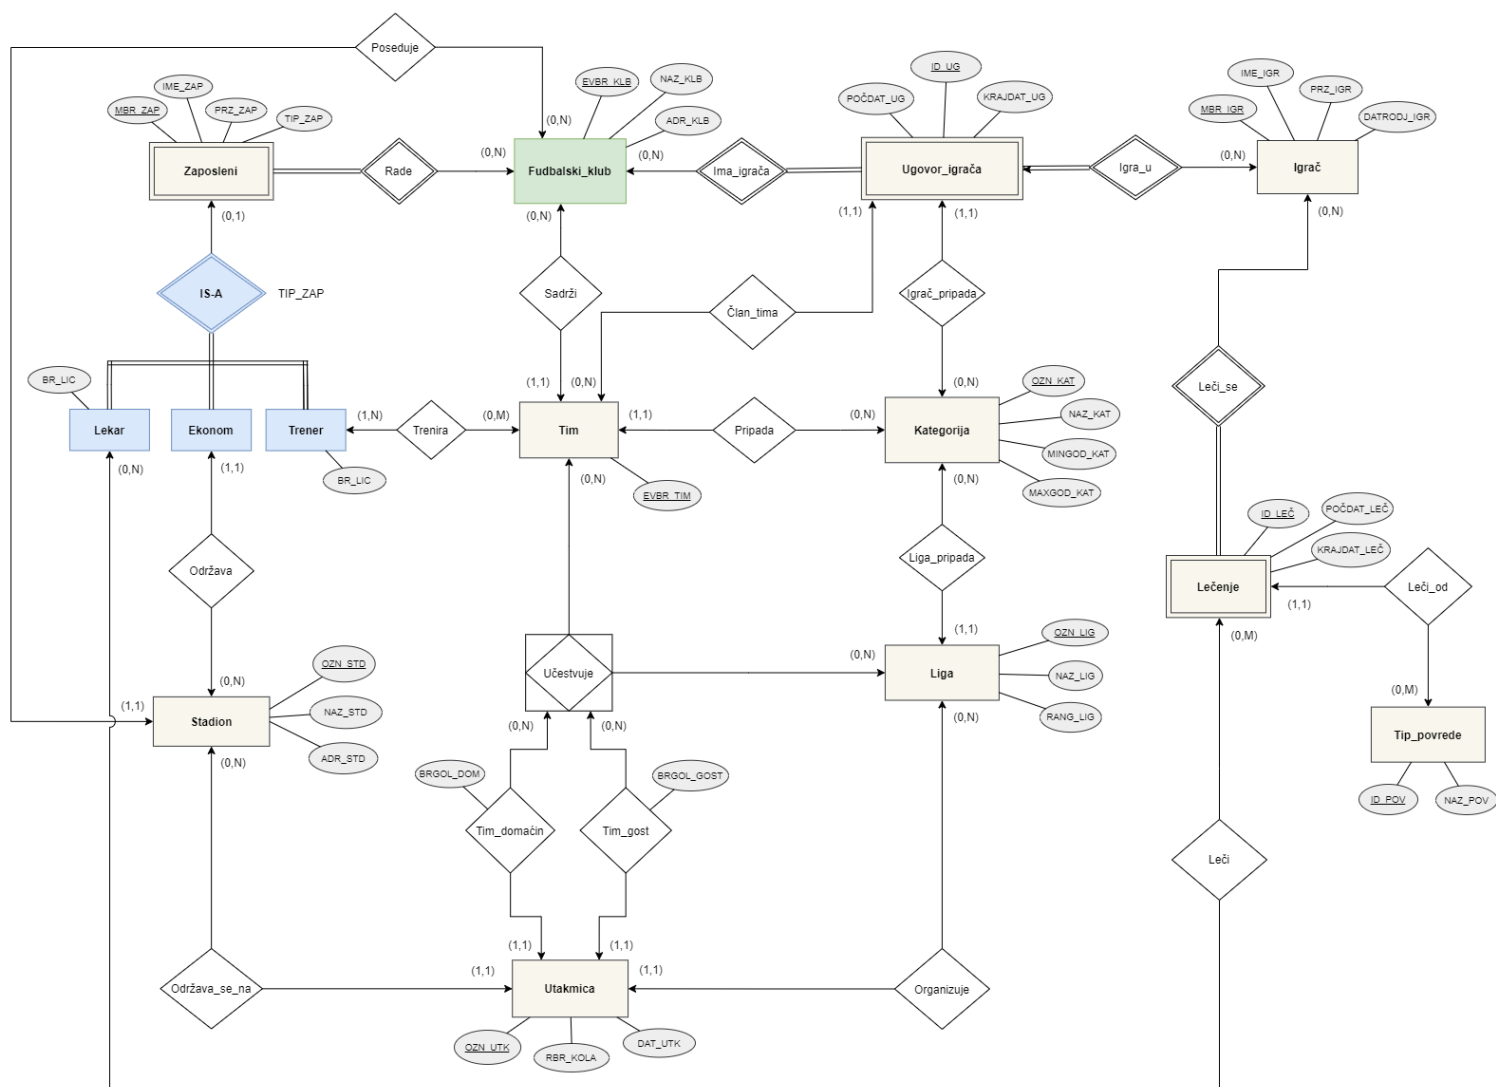 Poseduje
EVBR_KLB
NAZ_KLB
ADR_KLB
ID_UG
POČDAT_UG
KRAJDAT_UG
IME_IGR
PRZ_IGR
MBR_IGR
DATRODJ_IGR
IME_ZAP
MBR_ZAP
PRZ_ZAP
TIP_ZAP
(0,N)
(0,N)
(0,N)
(0,N)
Zaposleni
Rade
Fudbalski_klub
Ima_igrača
Ugovor_igrača
Igra_u
Igrač
(0,1)
(0,N)
(1,1)
(1,1)
(0,N)
IS-A
TIP_ZAP
Sadrži
Član_tima
Igrač_pripada
BR_LIC
(1,1)
(0,N)
(0,N)
OZN_KAT
Leči_se
Lekar
Ekonom
Trener
(1,N)
Trenira
(0,M)
Tim
(1,1)
Pripada
(0,N)
Kategorija
NAZ_KAT
MINGOD_KAT
MAXGOD_KAT
(0,N)
(1,1)
BR_LIC
(0,N)
EVBR_TIM
(0,N)
ID_LEČ
POČDAT_LEČ
KRAJDAT_LEČ
Održava
Liga_pripada
Lečenje
(1,1)
Leči_od
(0,M)
(1,1)
OZN_LIG
(0,N)
OZN_STD
Učestvuje
(0,N)
Liga
NAZ_LIG
RANG_LIG
(0,M)
(1,1)
Stadion
NAZ_STD
ADR_STD
(0,N)
(0,N)
(0,N)
(0,N)
Tip_povrede
ID_POV
NAZ_POV
BRGOL_DOM
BRGOL_GOST
Tim_domaćin
Tim_gost
Leči
(1,1)
(1,1)
Održava_se_na
(1,1)
Utakmica
(1,1)
Organizuje
OZN_UTK
RBR_KOLA
DAT_UTK